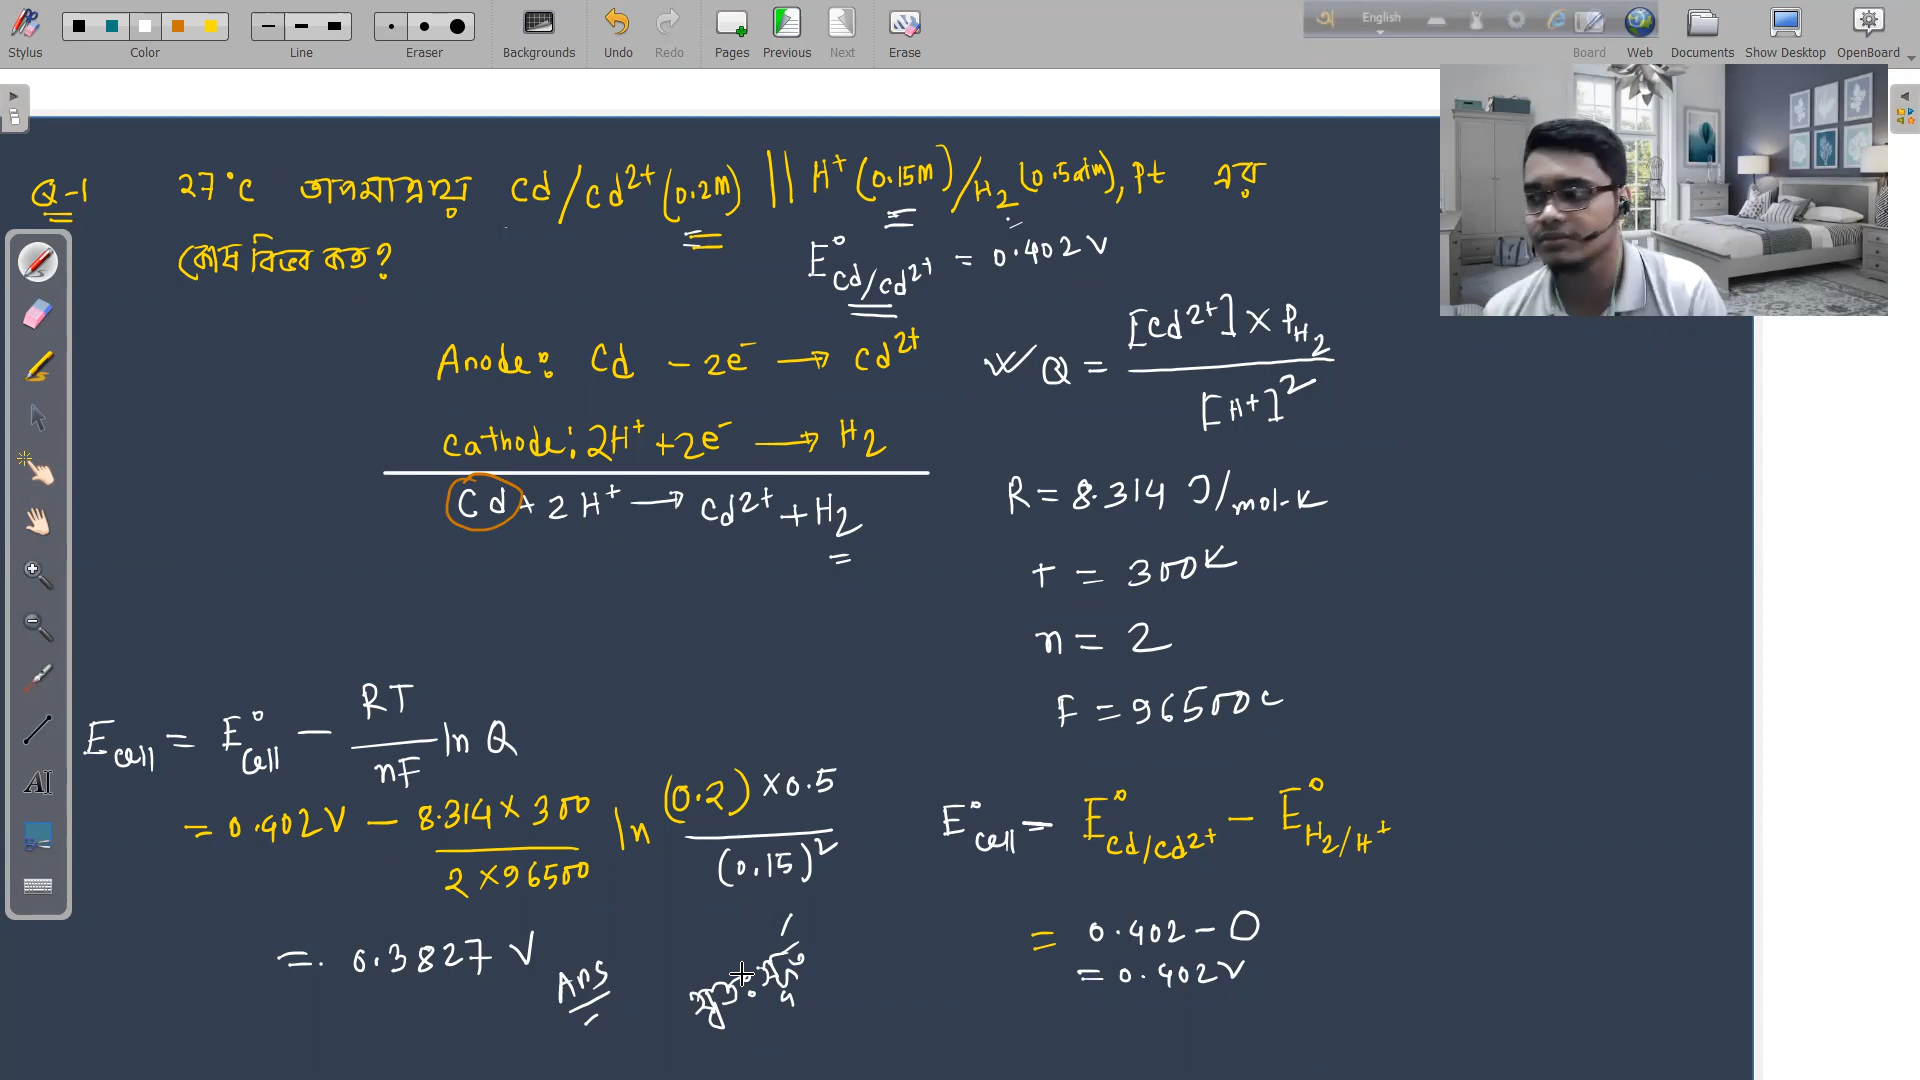 Stylus Color Line Eraser Backgrounds Undo Redo Pages Previous Next Erase
English
Board Web Documents Show Desktop OpenBoard
Q-1 27°C তাপমাত্রায় Cd/Cd²⁺(0.2M) || H⁺(0.15M)/H₂(0.5atm), Pt এর
কোষ বিভব কত?
E°Cd/Cd²⁺ = 0.402 V
Anode: Cd - 2e⁻ → Cd²⁺
Cathode: 2H⁺ + 2e⁻ → H₂
Cd + 2H⁺ → Cd²⁺ + H₂
Q = [Cd²⁺] × P_H₂ / [H⁺]²
R = 8.314 J/mol-K
T = 300K
n = 2
F = 96500C
E cell = E°cell - RT/nF ln Q
= 0.402V - 8.314 × 300 / 2 × 96500 ln (0.2) × 0.5 / (0.15)²
= 0.3827 V
Ans
E°cell = E°Cd/Cd²⁺ - E°H₂/H⁺
= 0.402 - 0
= 0.402V
AI